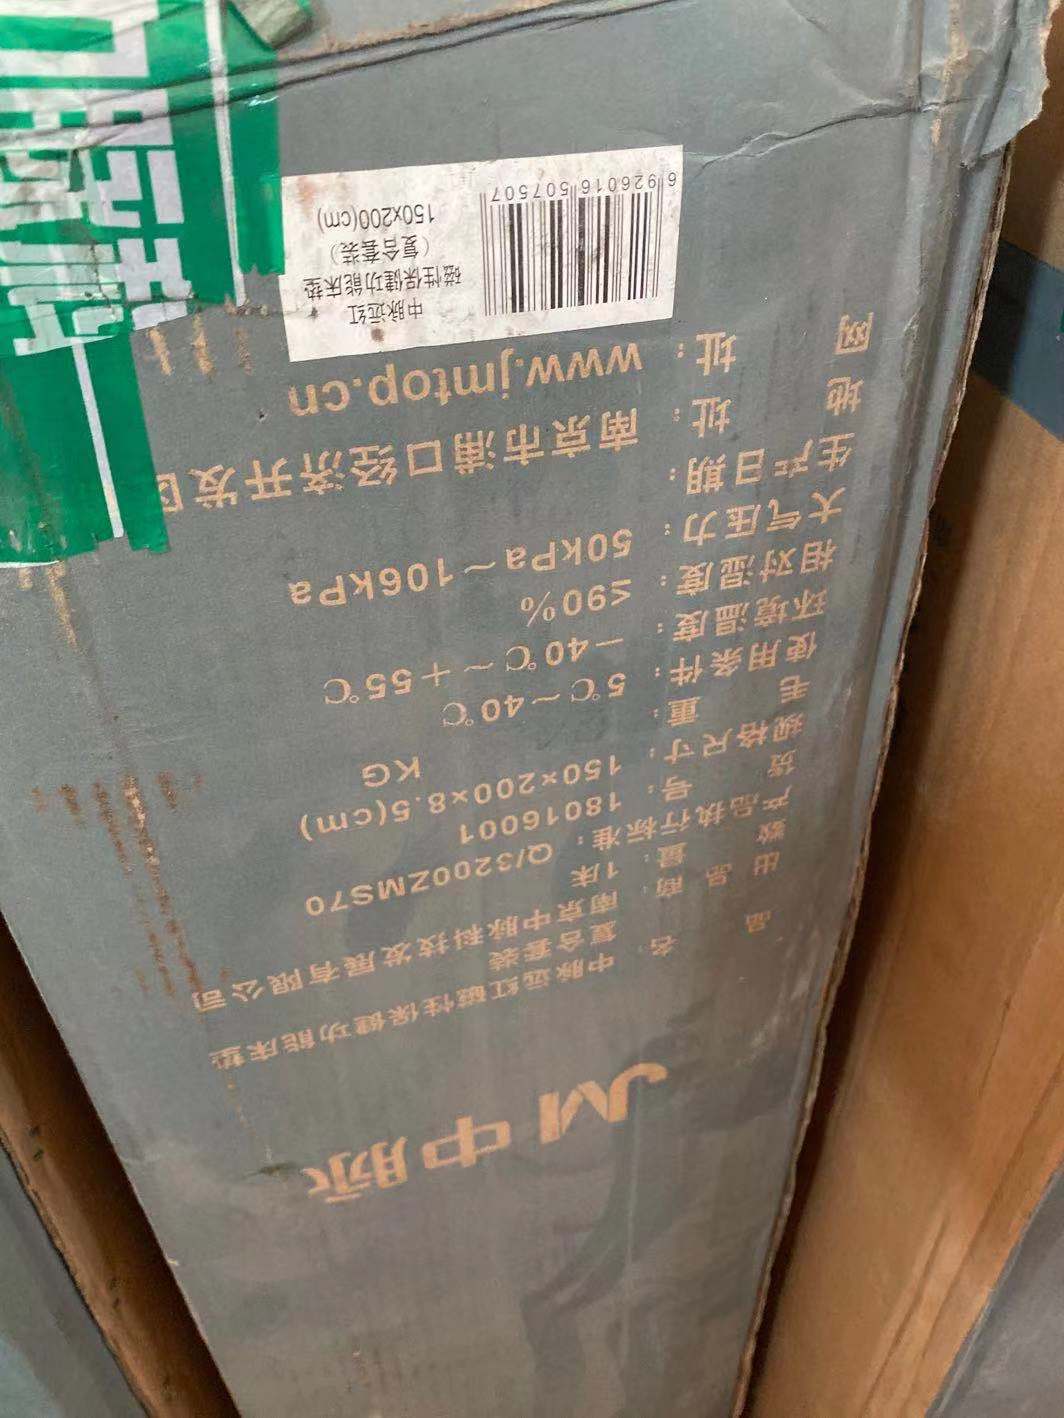 JM 中脉
品 名: 中脉远红磁性保健功能床垫
复合套装
出 品 商: 南京中脉科技发展有限公司
数 量: 1床
产品执行标准: Q/3200ZMS70
货 号: 18016001
规格尺寸: 150×200×8.5(cm)
毛 重: KG
使用条件: 5℃~40℃
环境温度: -40℃~+55℃
相对湿度: ≤90%
大气压力: 50kPa~106kPa
生产日期:
地 址: 南京市浦口经济开发区
网 址: www.jmtop.cn
中脉远红
磁性保健功能床垫
(复合套装)
150x200(cm)
6 926016 507507